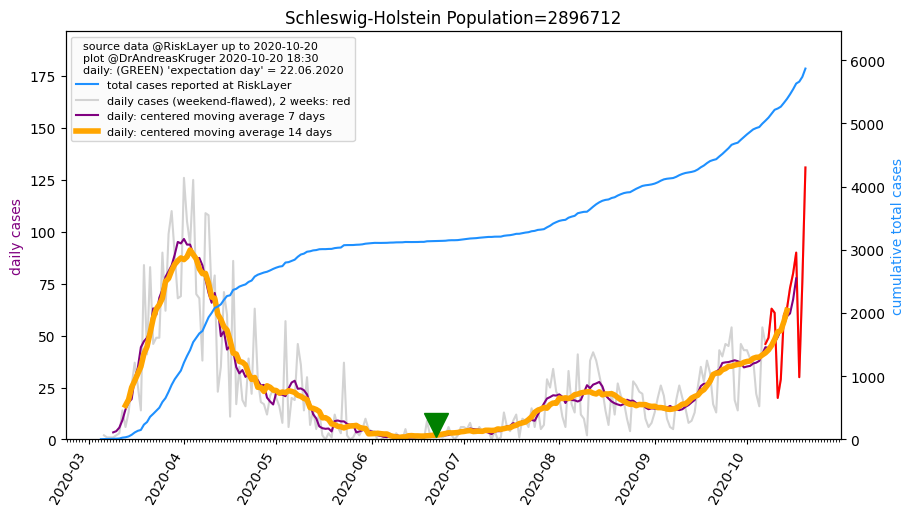 Schleswig-Holstein Population=2896712
source data @RiskLayer up to 2020-10-20
plot @DrAndreasKruger 2020-10-20 18:30
daily: (GREEN) 'expectation day' = 22.06.2020
total cases reported at RiskLayer
daily cases (weekend-flawed), 2 weeks: red
daily: centered moving average 7 days
daily: centered moving average 14 days
daily cases
175
150
125
100
75
50
25
0
6000
5000
4000
3000
2000
1000
0
cumulative total cases
2020-03
2020-04
2020-05
2020-06
2020-07
2020-08
2020-09
2020-10